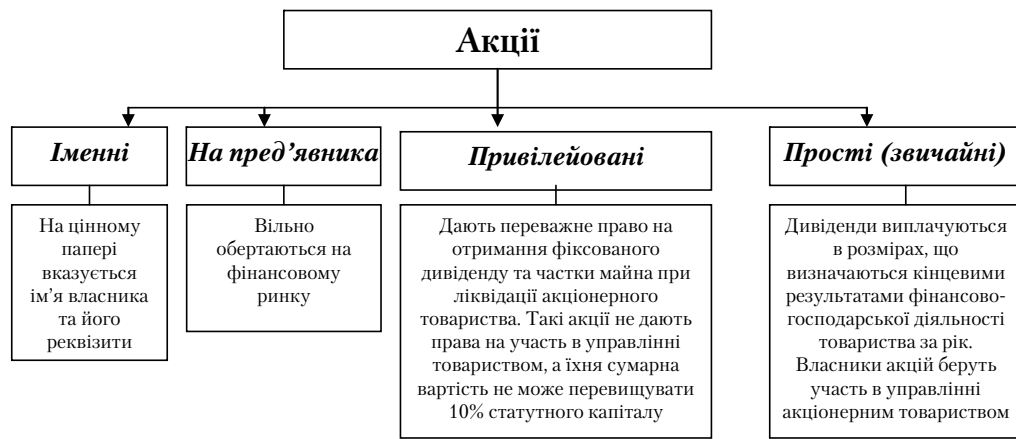 Акції
Іменні
На цінному
папері
вказується
ім’я власника
та його
реквізити
На пред’явника
Вільно
обертаються на
фінансовому
ринку
Привілейовані
Дають переважне право на
отримання фіксованого
дивіденду та частки майна при
ліквідації акціонерного
товариства. Такі акції не дають
права на участь в управлінні
товариством, а їхня сумарна
вартість не може перевищувати
10% статутного капіталу
Прості (звичайні)
Дивіденди виплачуються
в розмірах, що
визначаються кінцевими
результатами фінансово-
господарської діяльності
товариства за рік.
Власники акцій беруть
участь в управлінні
акціонерним товариством